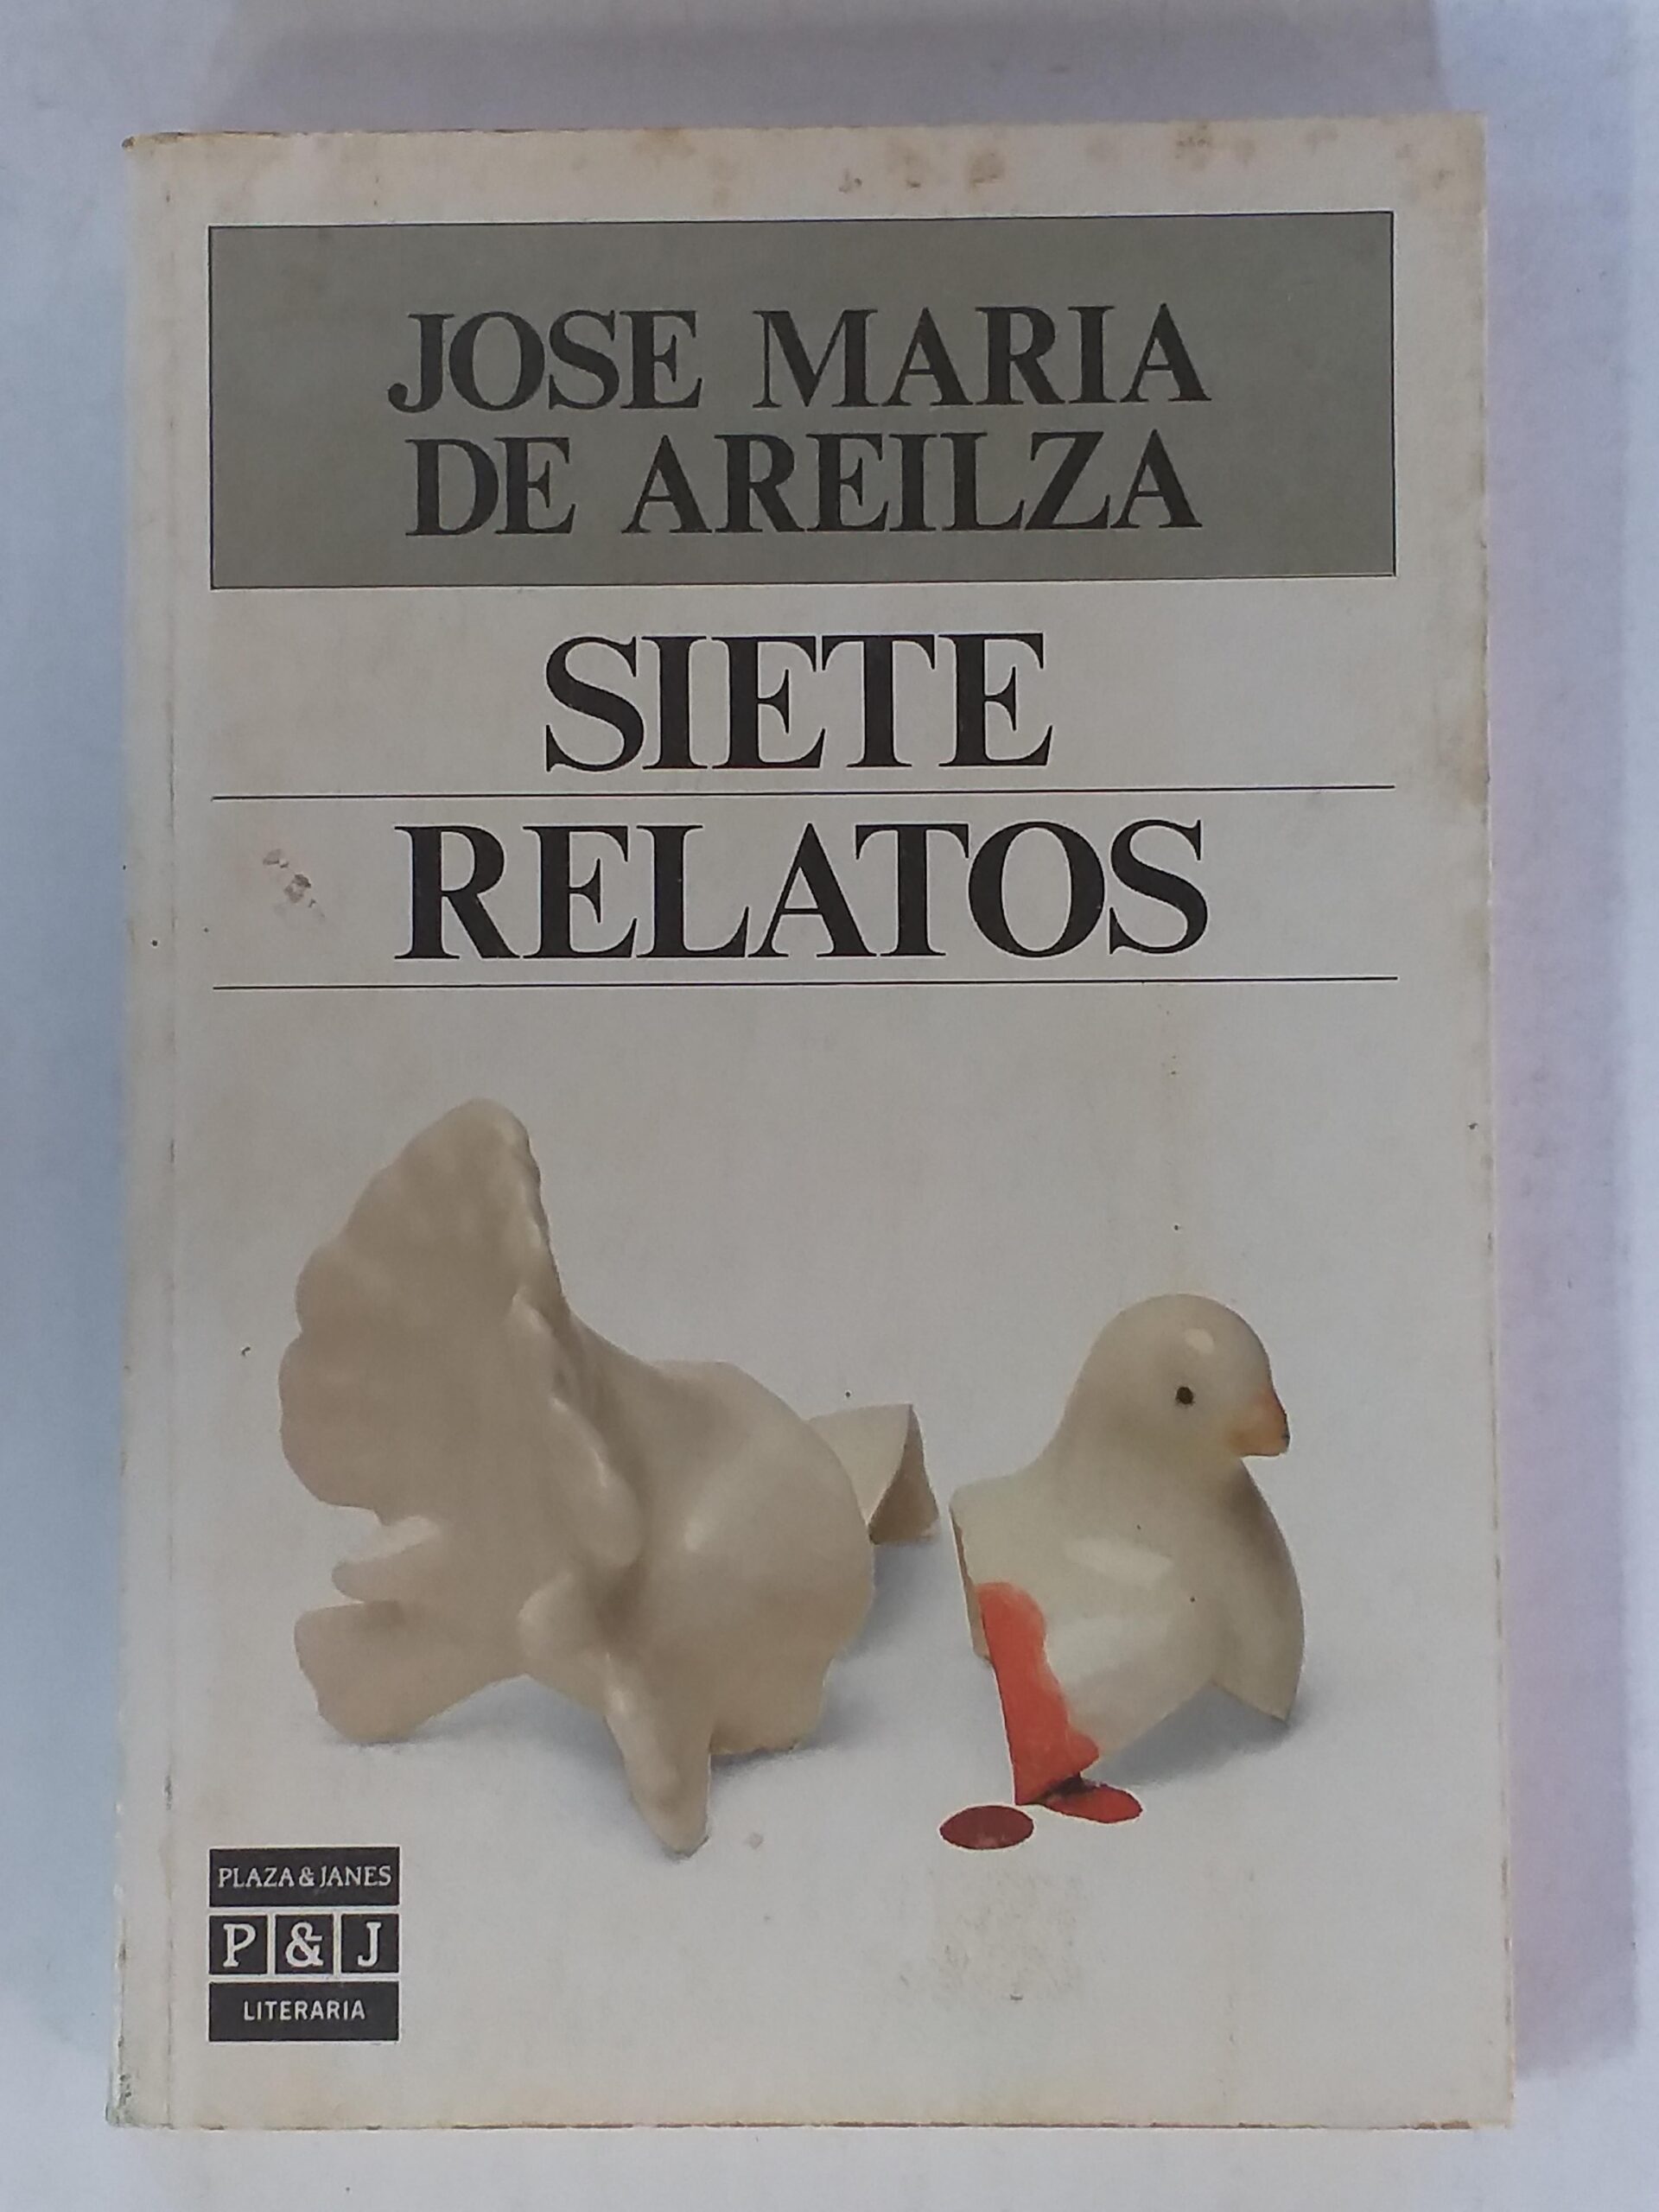 JOSE MARIA
DE AREILZA
SIETE
RELATOS
PLAZA & JANES
P & J
LITERARIA